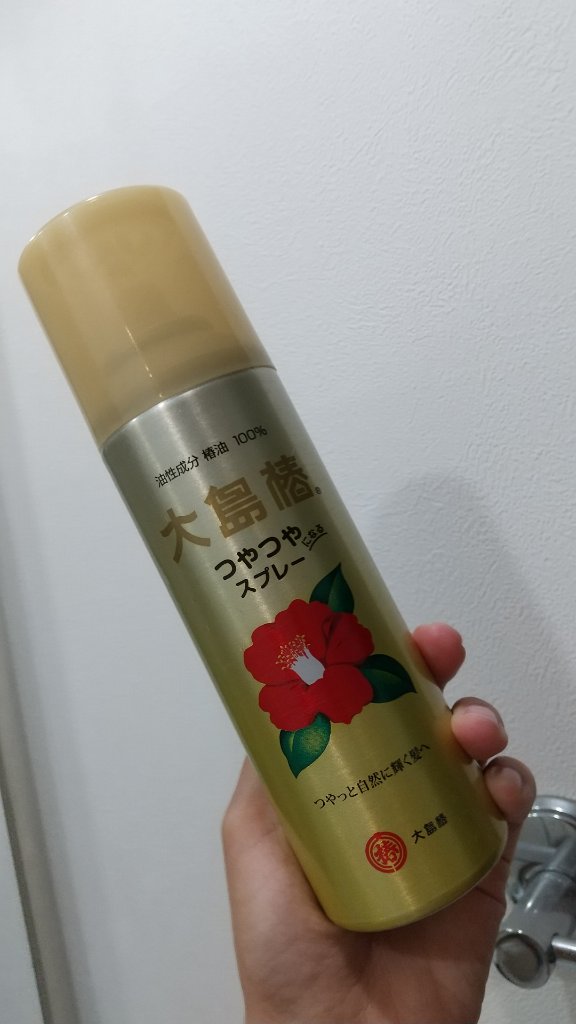 油性成分 椿油 100%
大島椿®
つやつやになる
スプレー
つやっと自然に輝く髪へ
椿 大島椿